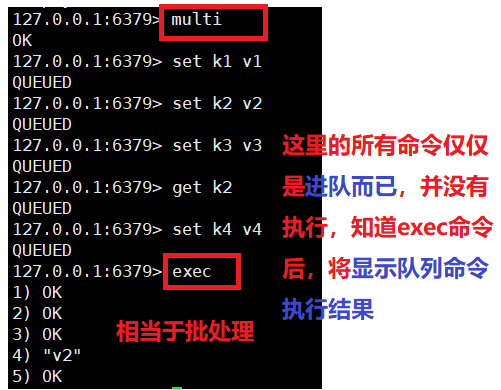 127.0.0.1:6379> multi
OK
127.0.0.1:6379> set k1 v1
QUEUED
127.0.0.1:6379> set k2 v2
QUEUED
127.0.0.1:6379> set k3 v3
QUEUED
127.0.0.1:6379> get k2
QUEUED
127.0.0.1:6379> set k4 v4
QUEUED
127.0.0.1:6379> exec
1) OK
2) OK
3) OK
4) "v2"
5) OK
这里的所有命令仅仅
是进队而已，并没有
执行，知道exec命令
后，将显示队列命令
执行结果
相当于批处理